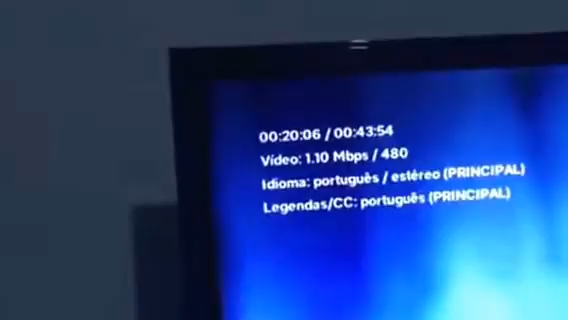 00:20:06 / 00:43:54
Vídeo: 1.10 Mbps / 480
Idioma: português / estéreo (PRINCIPAL)
Legendas/CC: português (PRINCIPAL)